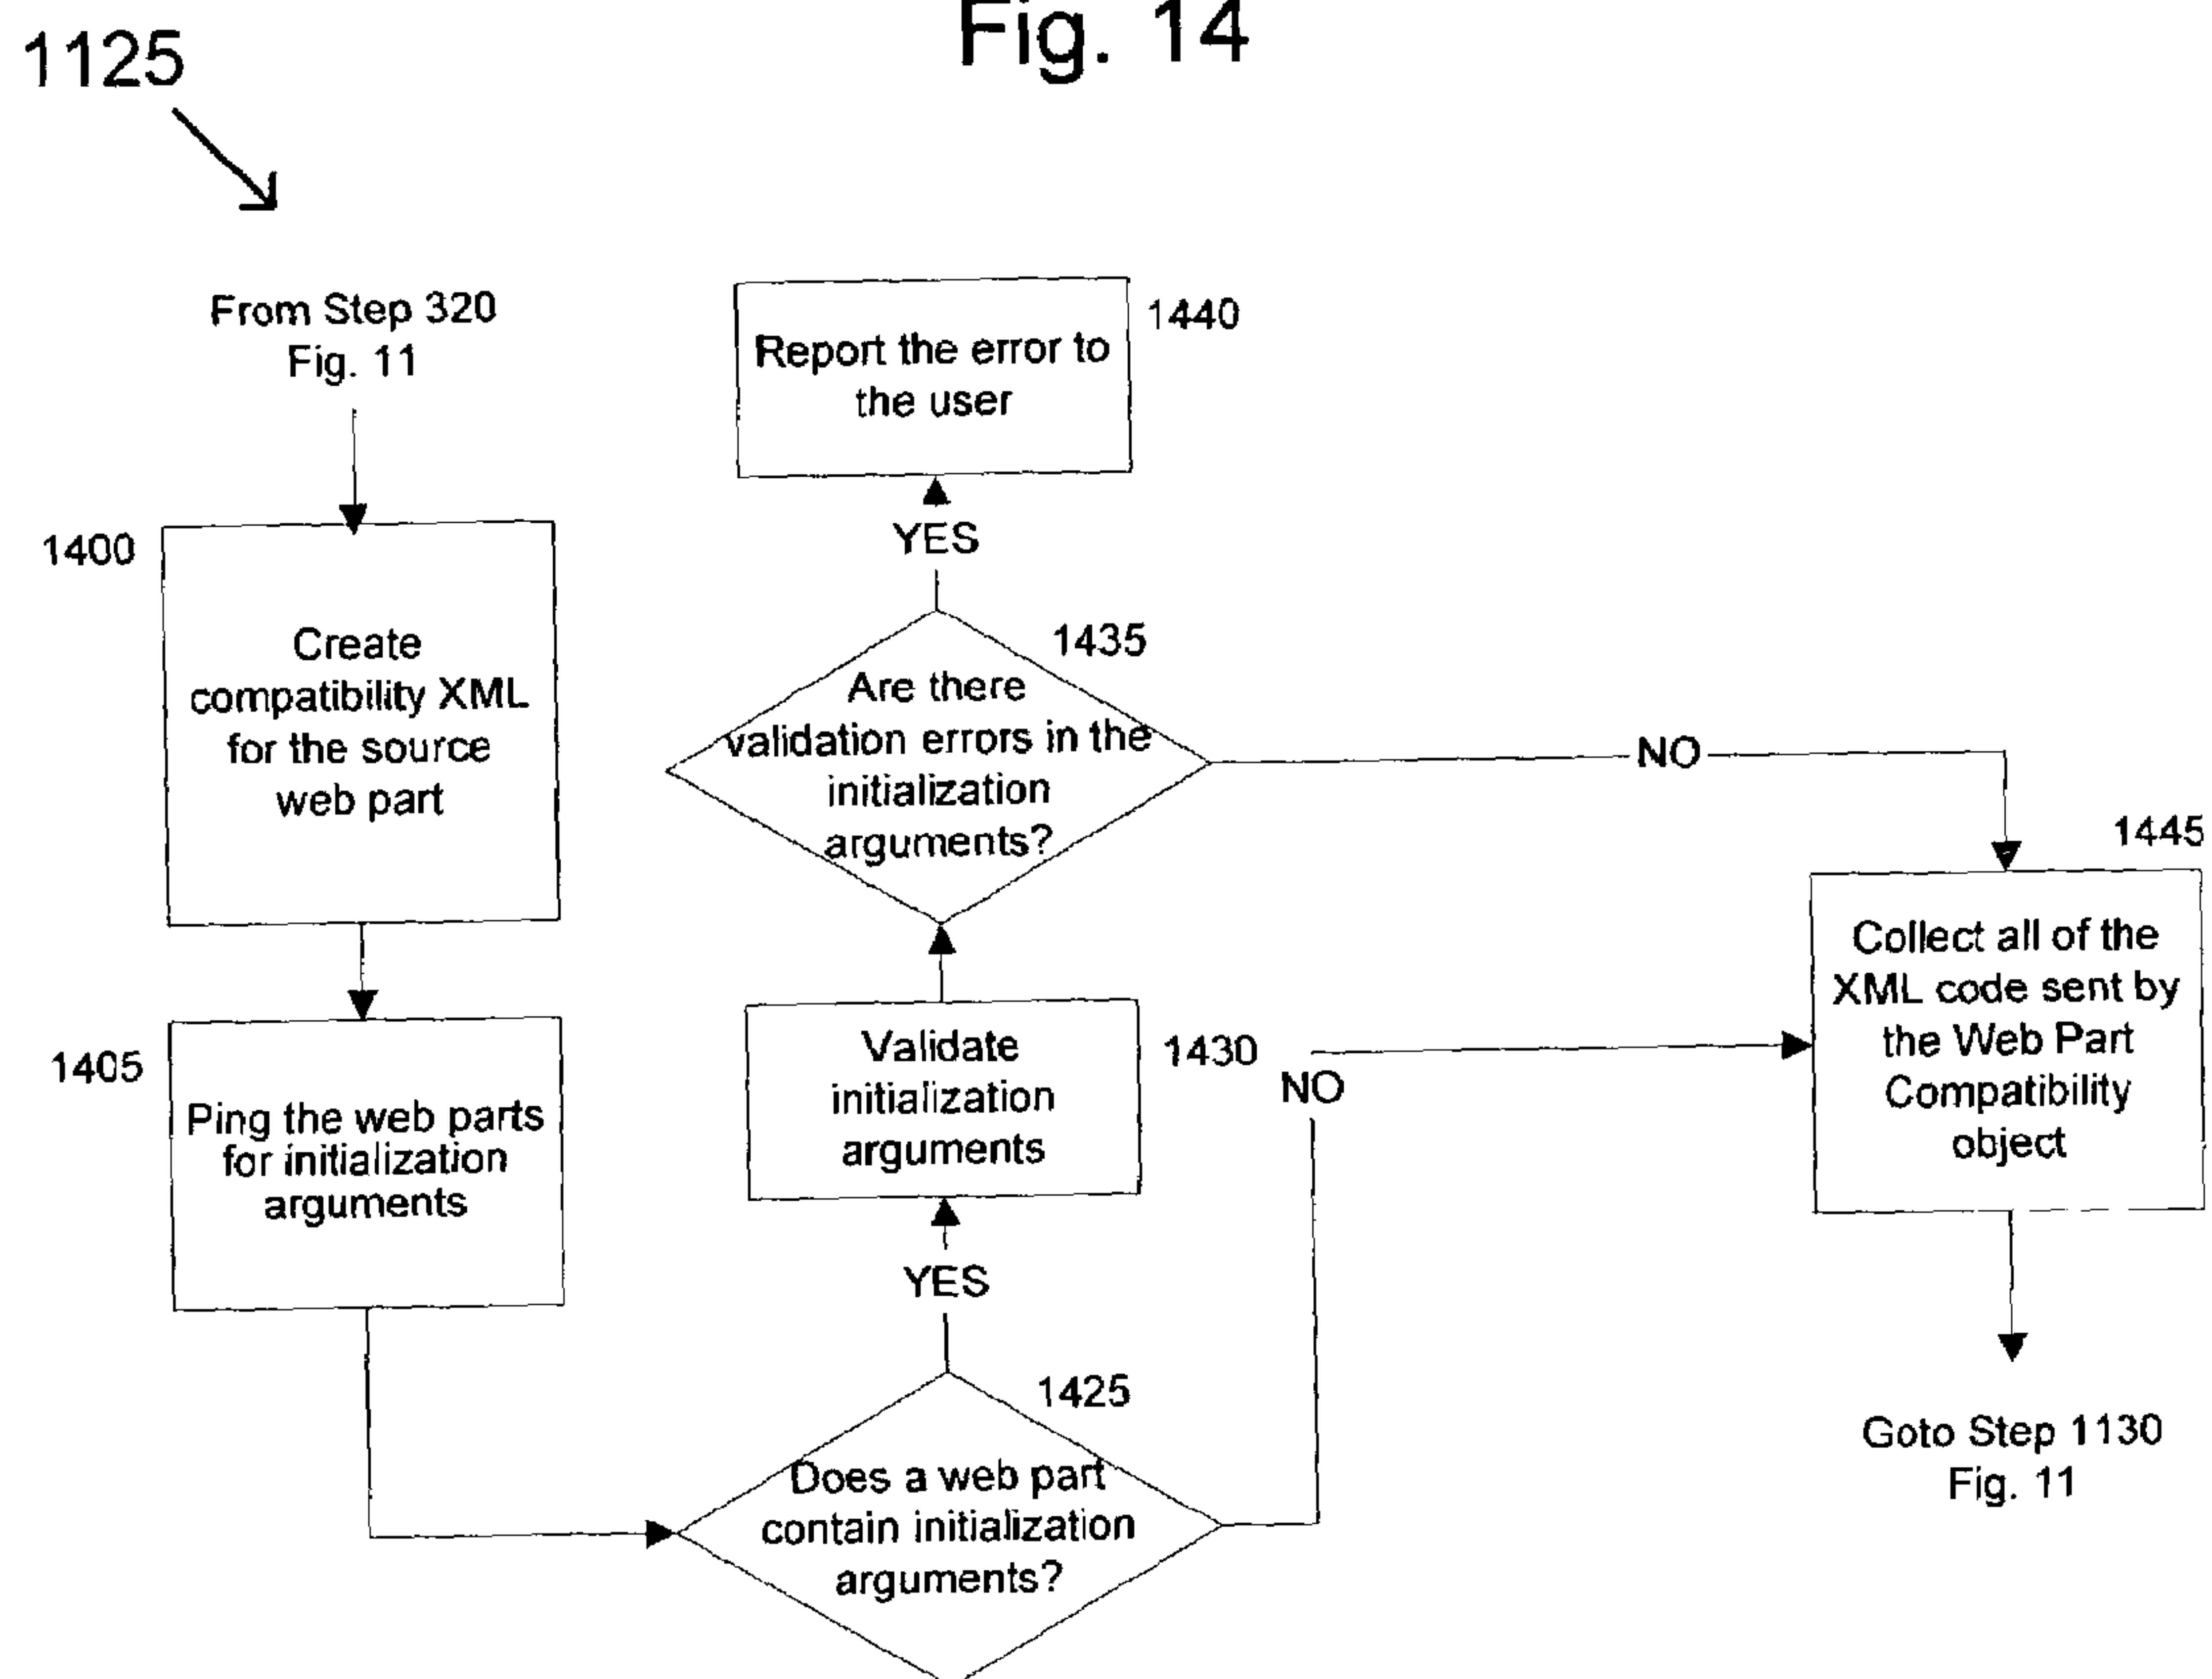 Fig. 14
1125
From Step 320
Fig. 11
1400
Create
compatibility XML
for the source
web part
1405
Ping the web parts
for initialization
arguments
1440
Report the error to
the user
YES
1435
Are there
validation errors in the
initialization
arguments?
NO
1430
Validate
initialization
arguments
YES
NO
1425
Does a web part
contain initialization
arguments?
1445
Collect all of the
XML code sent by
the Web Part
Compatibility
object
Goto Step 1130
Fig. 11